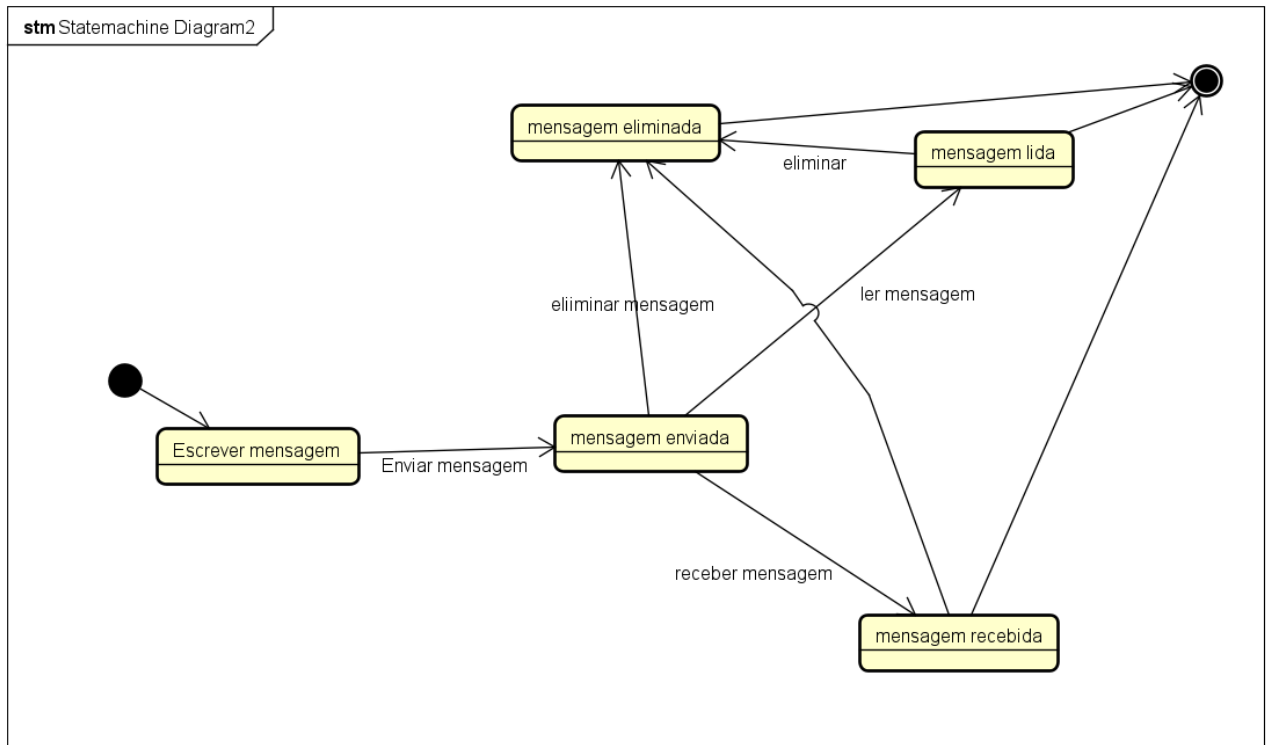 stm Statemachine Diagram2
mensagem eliminada
mensagem lida
eliminar
eliiminar mensagem
ler mensagem
Escrever mensagem
Enviar mensagem
mensagem enviada
receber mensagem
mensagem recebida